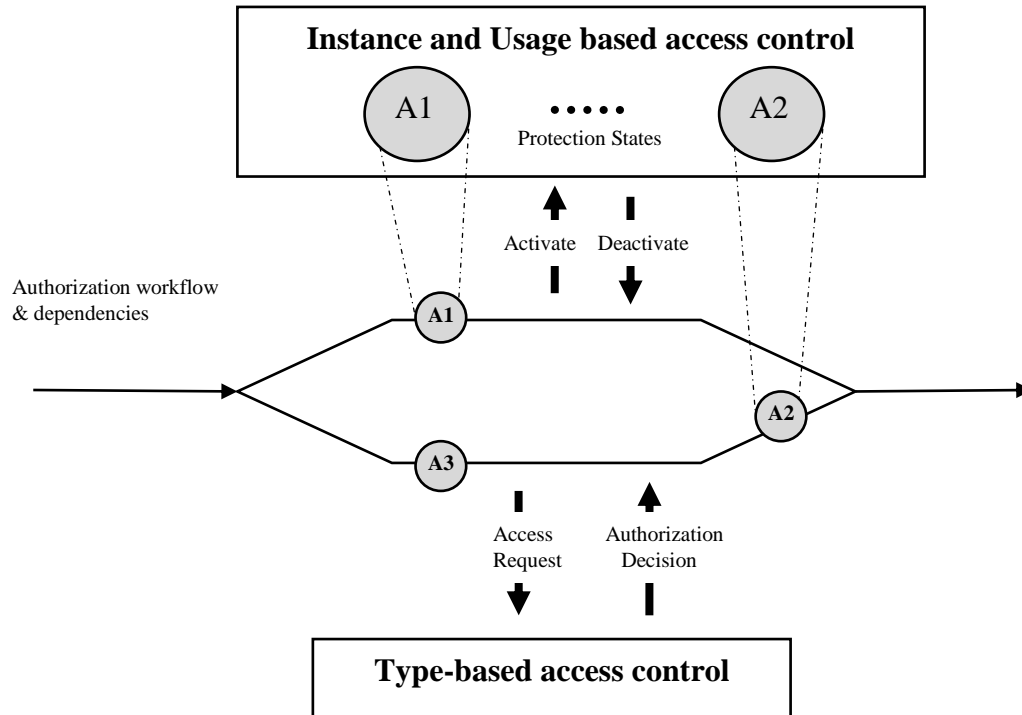 Instance and Usage based access control
A1
A2
Protection States
Activate
Deactivate
Authorization workflow
& dependencies
A1
A2
A3
Access
Request
Authorization
Decision
Type-based access control